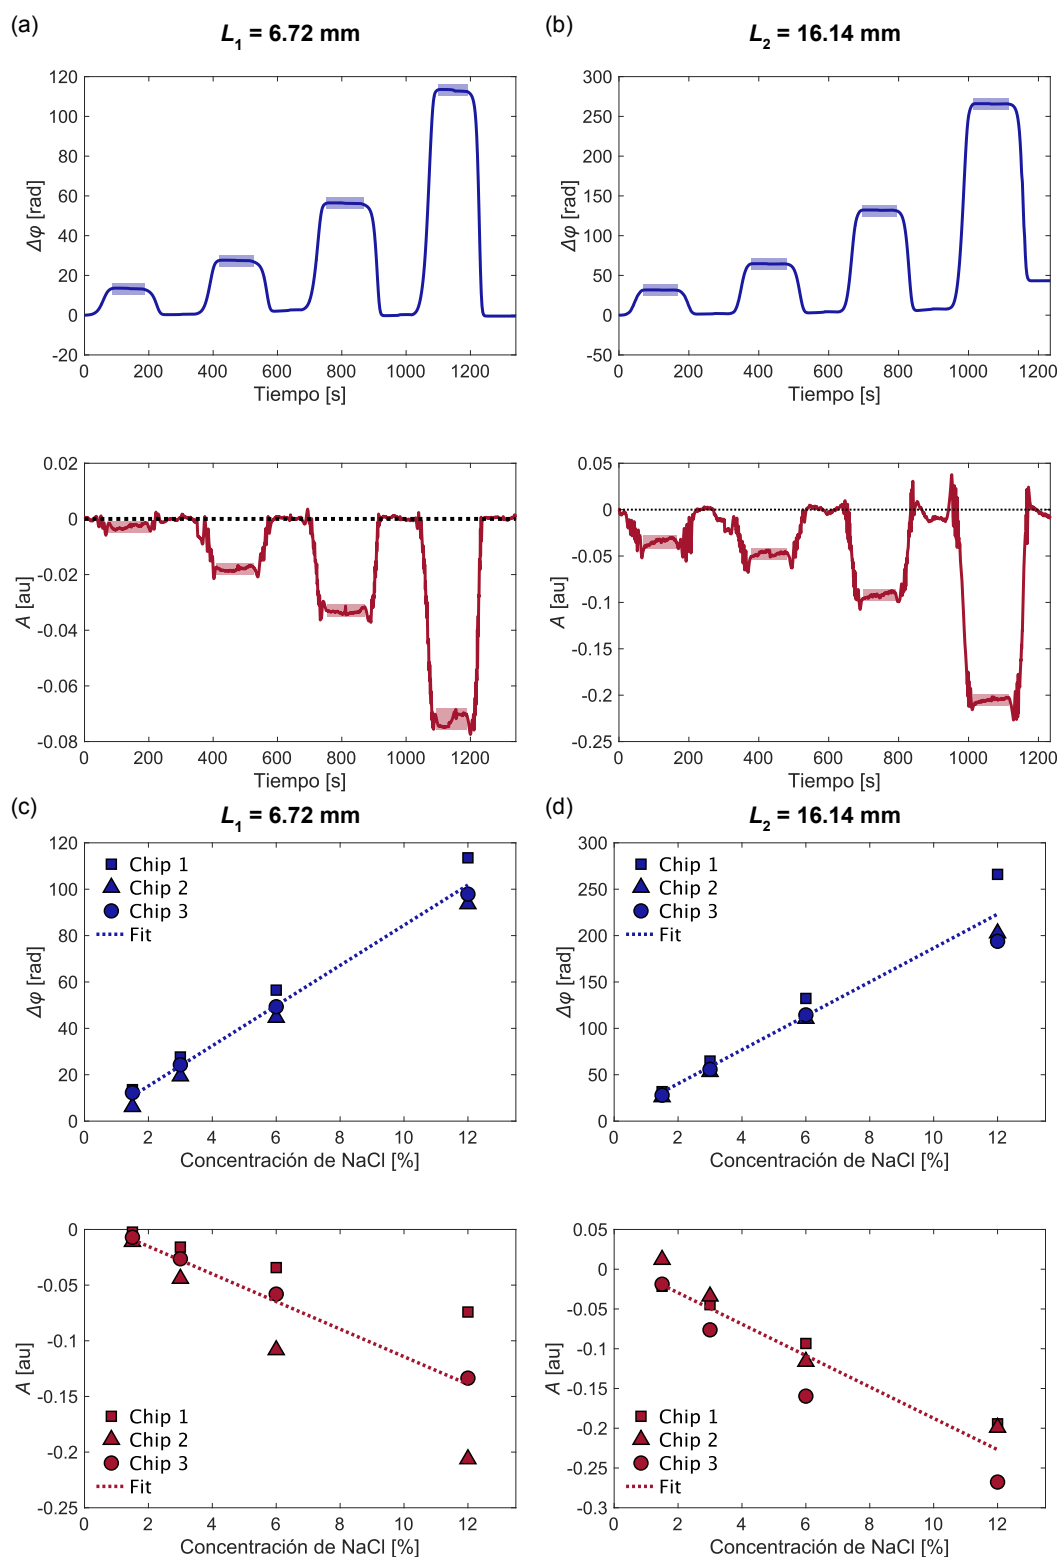 (a)
L1 = 6.72 mm
120
100
80
60
40
20
0
-20
Δφ [rad]
0 200 400 600 800 1000 1200
Tiempo [s]
(b)
L2 = 16.14 mm
300
250
200
150
100
50
0
-50
Δφ [rad]
0 200 400 600 800 1000 1200
Tiempo [s]
0.02
0
-0.02
-0.04
-0.06
-0.08
A [au]
0 200 400 600 800 1000 1200
Tiempo [s]
0.05
0
-0.05
-0.1
-0.15
-0.2
-0.25
A [au]
0 200 400 600 800 1000 1200
Tiempo [s]
(c)
L1 = 6.72 mm
120
100
80
60
40
20
0
Δφ [rad]
Chip 1
Chip 2
Chip 3
Fit
0 2 4 6 8 10 12
Concentración de NaCl [%]
(d)
L2 = 16.14 mm
300
250
200
150
100
50
0
Δφ [rad]
Chip 1
Chip 2
Chip 3
Fit
0 2 4 6 8 10 12
Concentración de NaCl [%]
0
-0.05
-0.1
-0.15
-0.2
-0.25
A [au]
Chip 1
Chip 2
Chip 3
Fit
0 2 4 6 8 10 12
Concentración de NaCl [%]
0.05
0
-0.05
-0.1
-0.15
-0.2
-0.25
-0.3
A [au]
Chip 1
Chip 2
Chip 3
Fit
0 2 4 6 8 10 12
Concentración de NaCl [%]